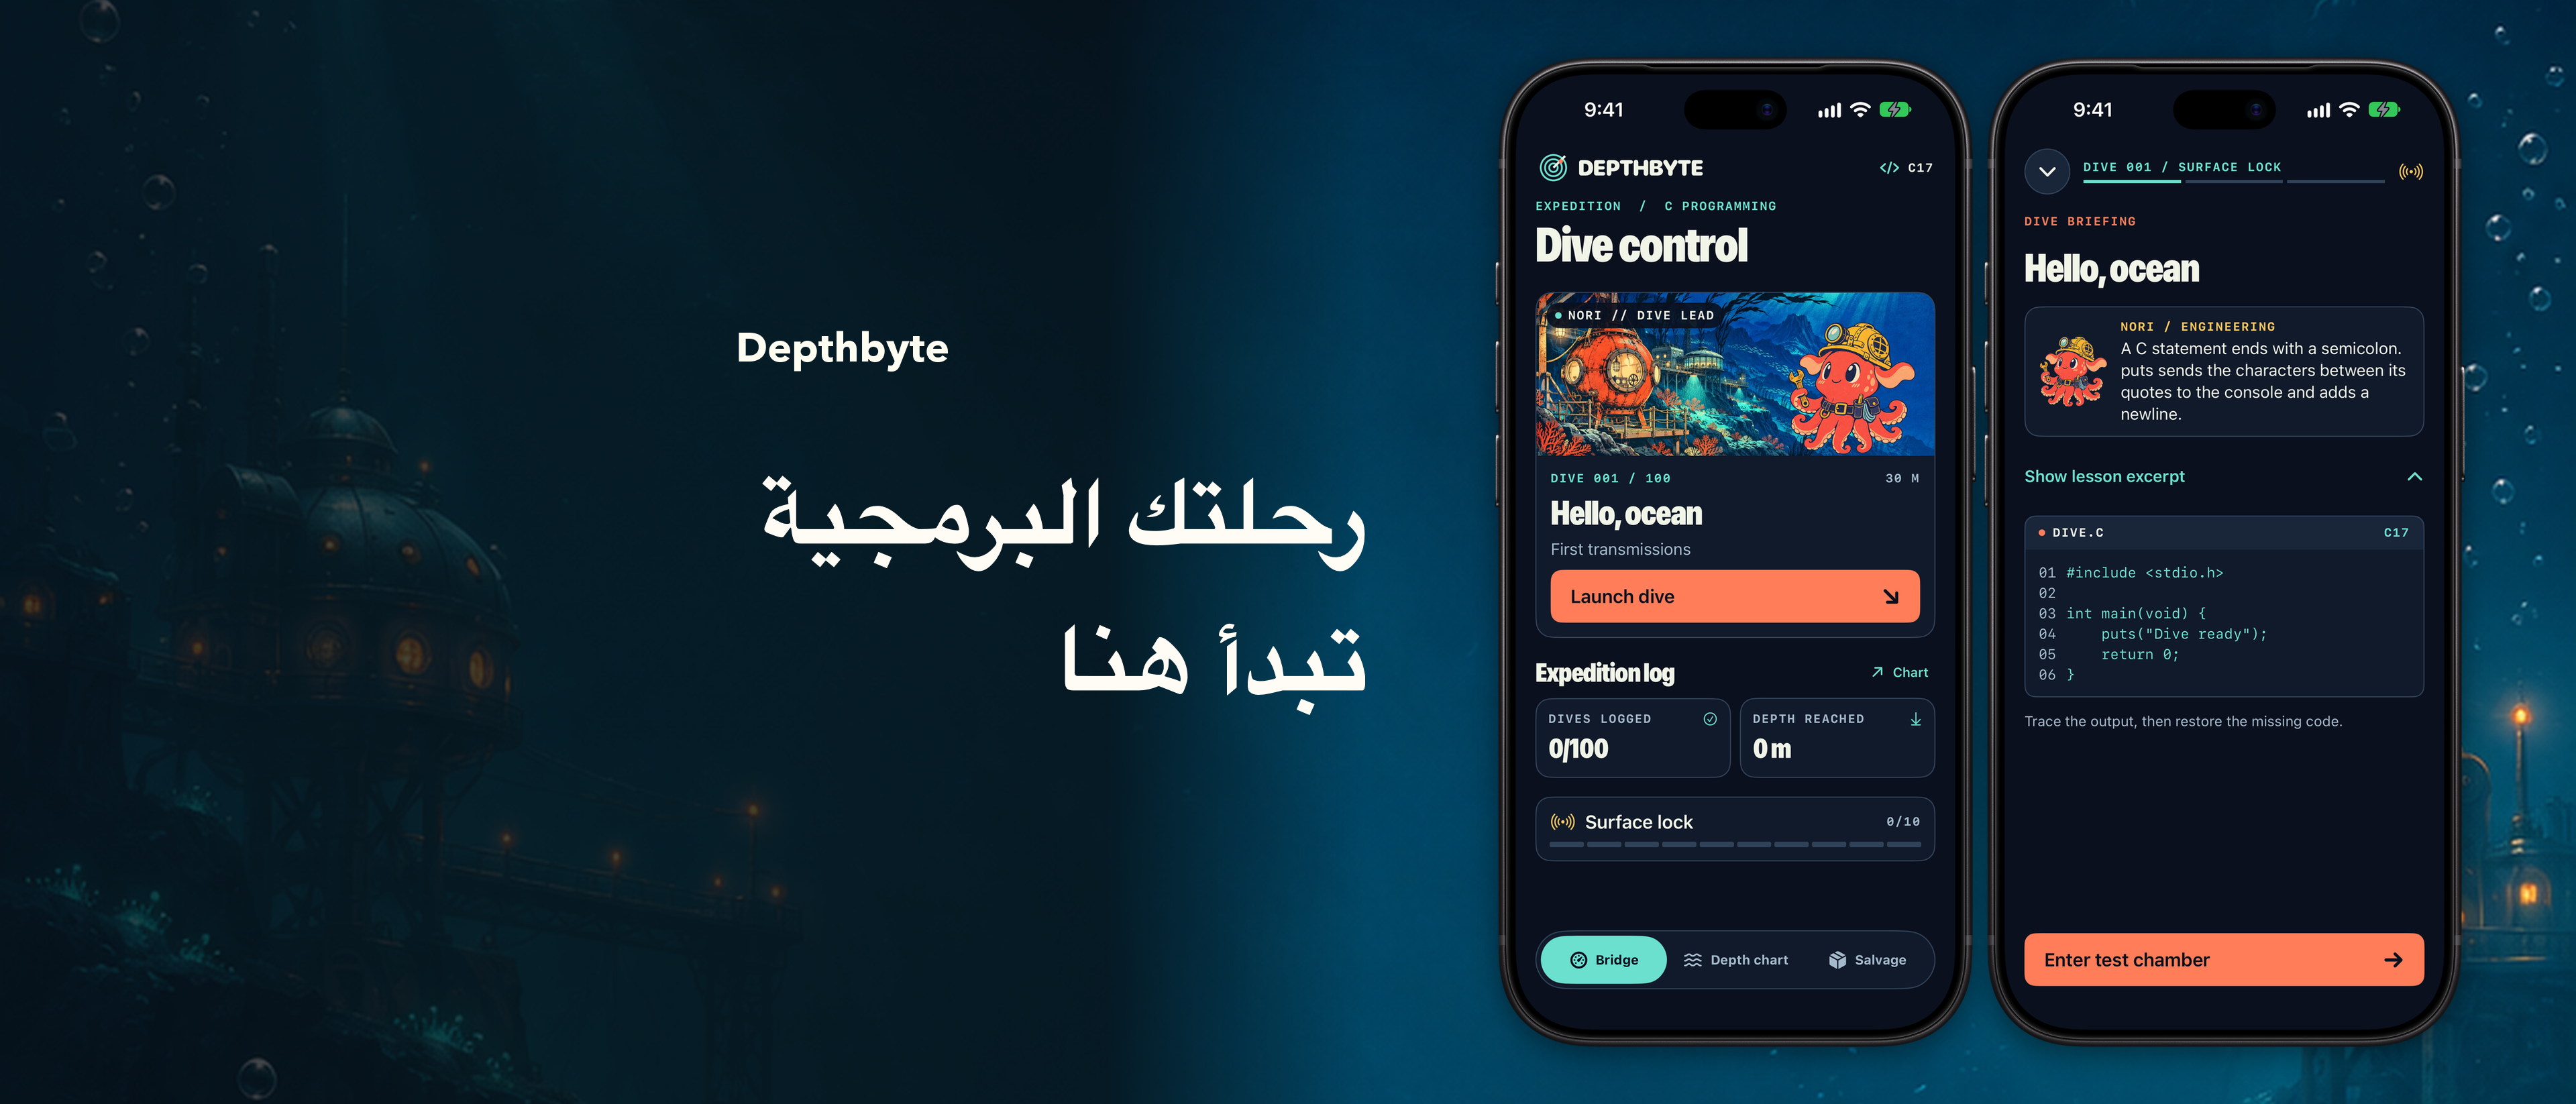 Depthbyte
رحلتك البرمجية
تبدأ هنا
9:41
DEPTHBYTE
</> C17
EXPEDITION / C PROGRAMMING
Dive control
NORI // DIVE LEAD
DIVE 001 / 100
30 M
Hello, ocean
First transmissions
Launch dive
Expedition log
Chart
DIVES LOGGED
0/100
DEPTH REACHED
0 m
Surface lock
0/10
Bridge
Depth chart
Salvage
9:41
DIVE 001 / SURFACE LOCK
DIVE BRIEFING
Hello, ocean
NORI / ENGINEERING
A C statement ends with a semicolon.
puts sends the characters between its
quotes to the console and adds a
newline.
Show lesson excerpt
DIVE.C
C17
01 #include <stdio.h>
02
03 int main(void) {
04     puts("Dive ready");
05     return 0;
06 }
Trace the output, then restore the missing code.
Enter test chamber